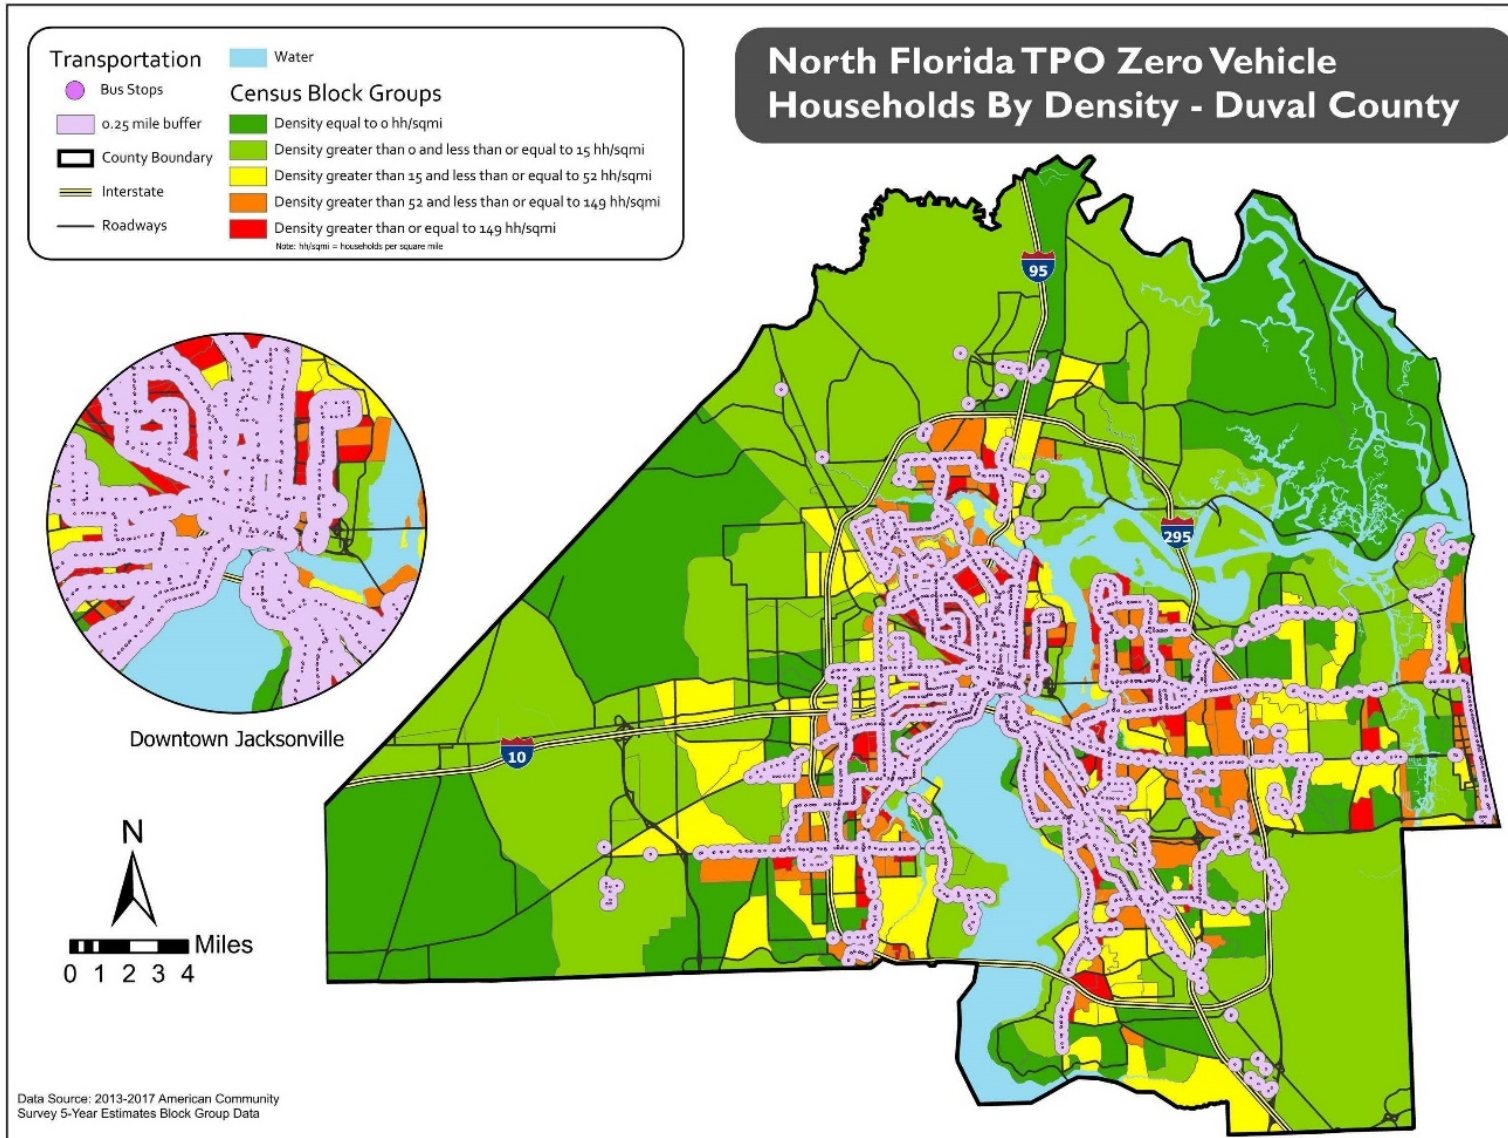 North Florida TPO Zero Vehicle
Households By Density - Duval County
Transportation
Bus Stops
0.25 mile buffer
County Boundary
Interstate
Roadways
Water
Census Block Groups
Density equal to 0 hh/sqmi
Density greater than 0 and less than or equal to 15 hh/sqmi
Density greater than 15 and less than or equal to 52 hh/sqmi
Density greater than 52 and less than or equal to 149 hh/sqmi
Density greater than or equal to 149 hh/sqmi
Note: hh/sqmi = households per square mile
95
295
10
Downtown Jacksonville
N
Miles
0 1 2 3 4
Data Source: 2013-2017 American Community
Survey 5-Year Estimates Block Group Data